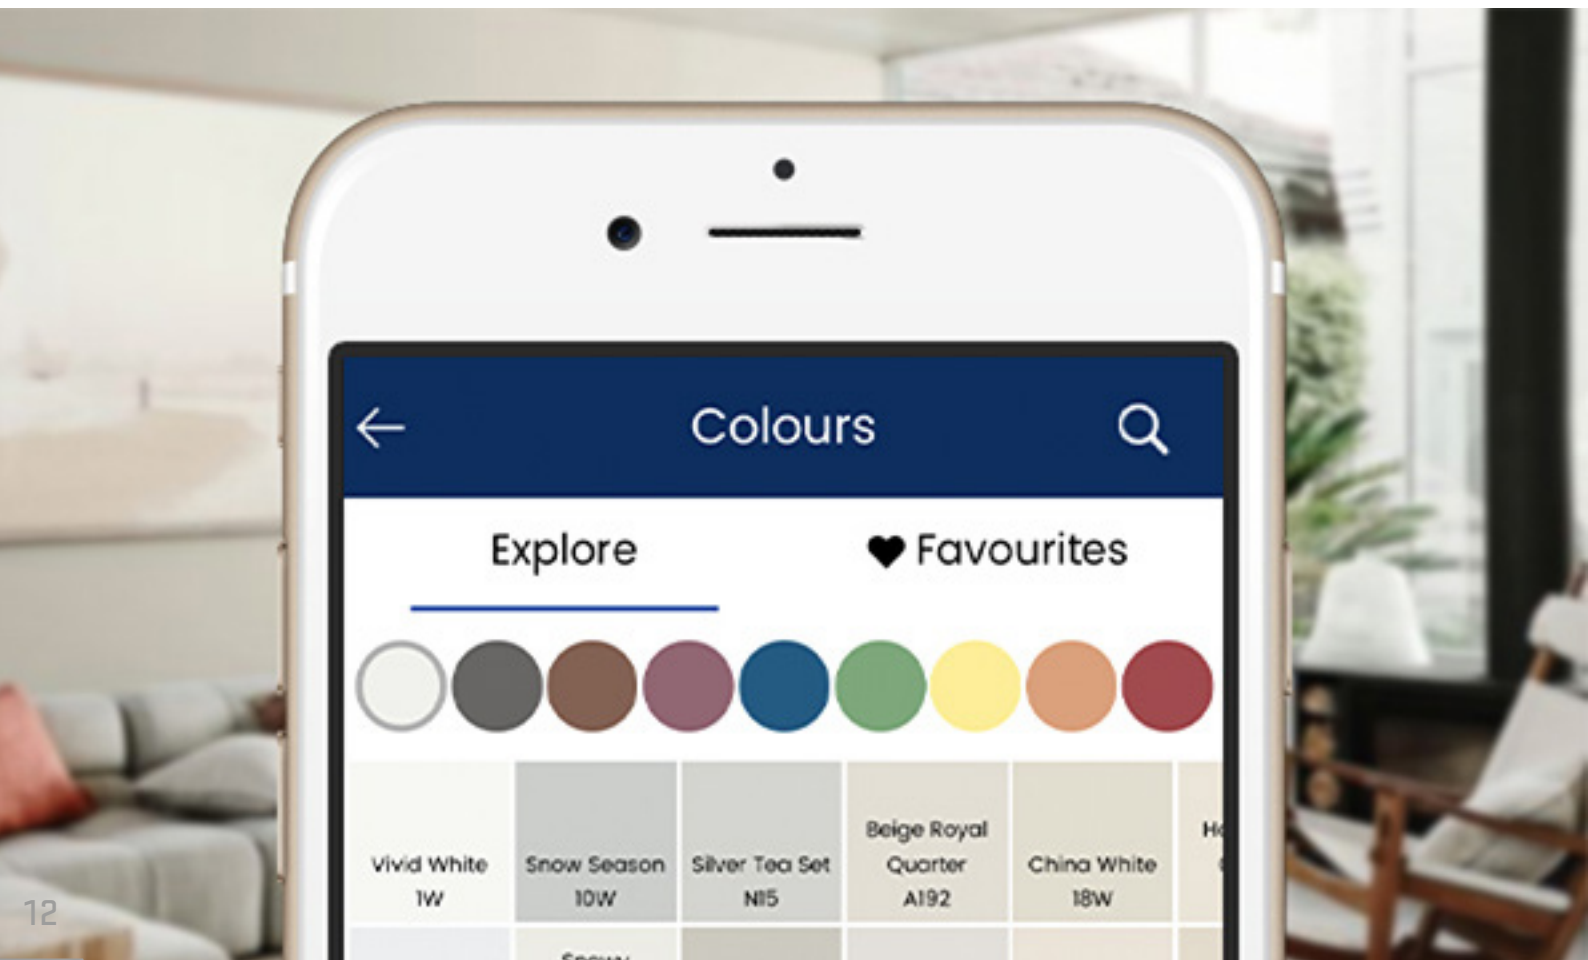 Colours
Explore
Favourites
Vivid White
1W
Snow Season
10W
Silver Tea Set
N15
Beige Royal
Quarter
A192
China White
18W
12